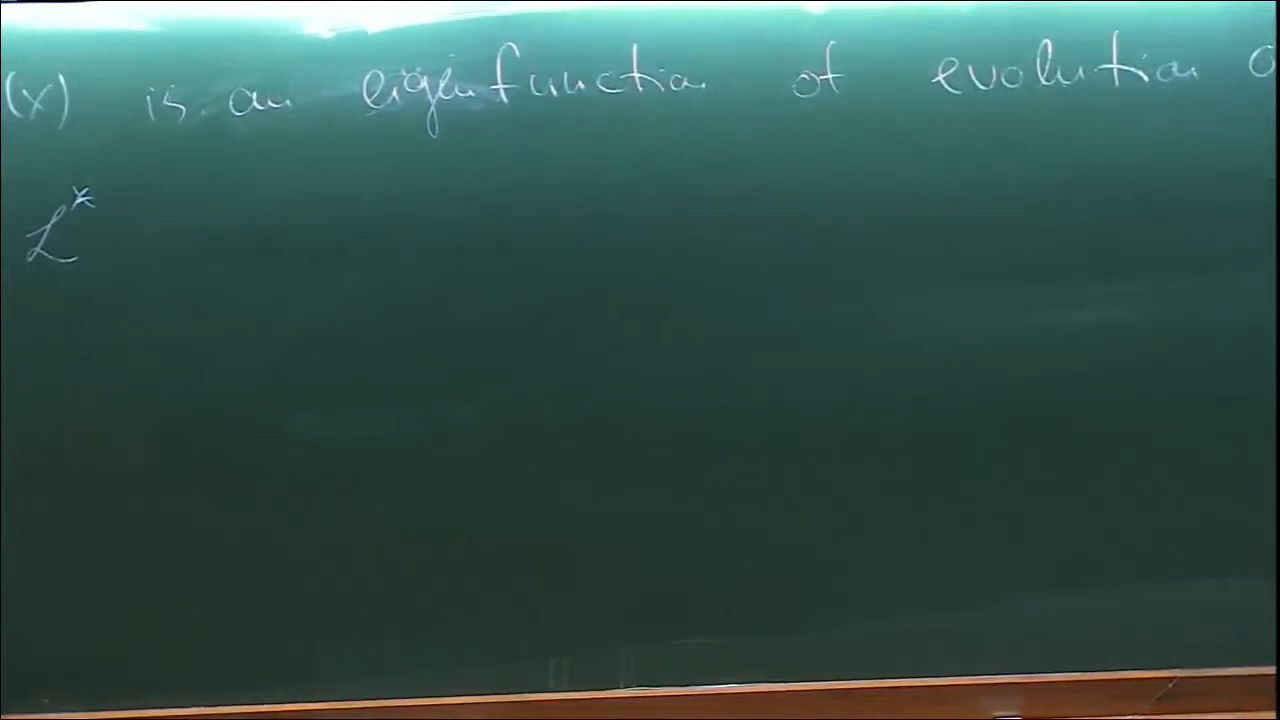 (x) is an eigenfunction of evolution o
L*